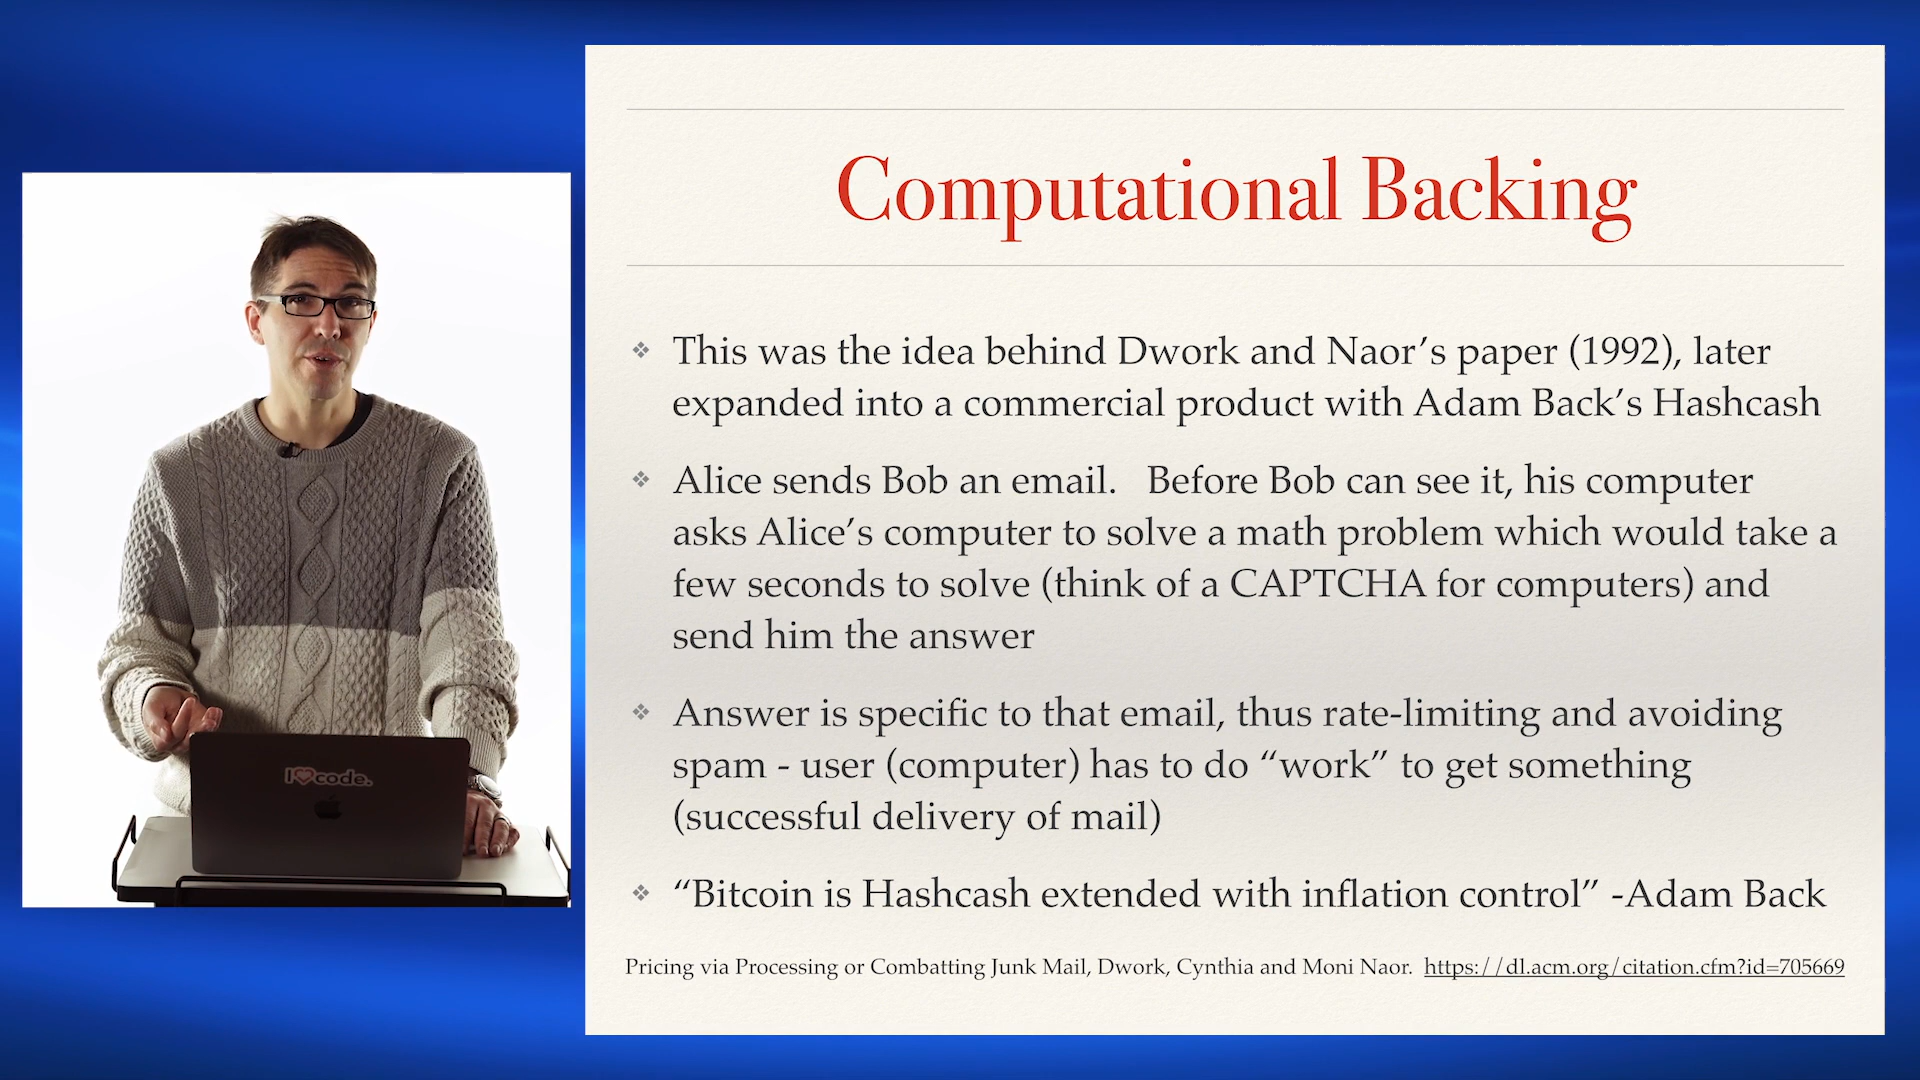 Computational Backing
❖ This was the idea behind Dwork and Naor’s paper (1992), later
expanded into a commercial product with Adam Back’s Hashcash
❖ Alice sends Bob an email.   Before Bob can see it, his computer
asks Alice’s computer to solve a math problem which would take a
few seconds to solve (think of a CAPTCHA for computers) and
send him the answer
❖ Answer is specific to that email, thus rate-limiting and avoiding
spam - user (computer) has to do “work” to get something
(successful delivery of mail)
❖ “Bitcoin is Hashcash extended with inflation control” -Adam Back
Pricing via Processing or Combatting Junk Mail, Dwork, Cynthia and Moni Naor.  https://dl.acm.org/citation.cfm?id=705669
I❤code.